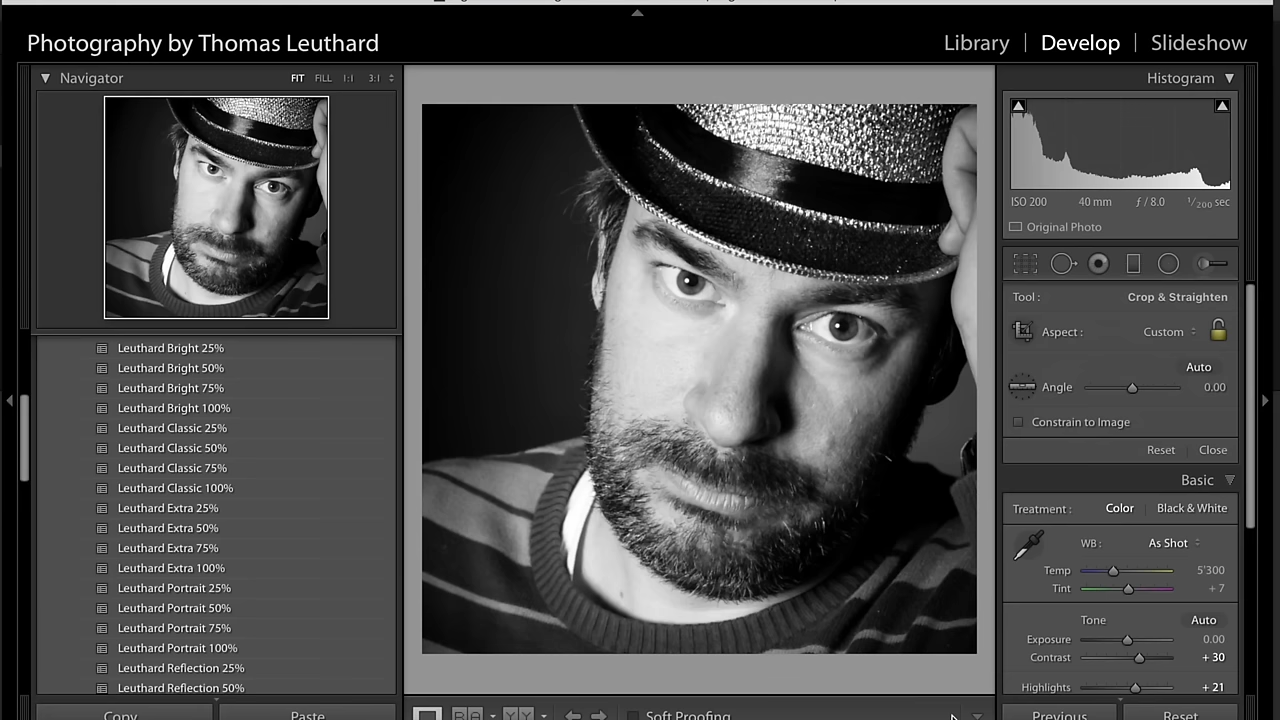 Photography by Thomas Leuthard
Library | Develop | Slideshow
Navigator FIT FILL 1:1 3:1
Leuthard Bright 25%
Leuthard Bright 50%
Leuthard Bright 75%
Leuthard Bright 100%
Leuthard Classic 25%
Leuthard Classic 50%
Leuthard Classic 75%
Leuthard Classic 100%
Leuthard Extra 25%
Leuthard Extra 50%
Leuthard Extra 75%
Leuthard Extra 100%
Leuthard Portrait 25%
Leuthard Portrait 50%
Leuthard Portrait 75%
Leuthard Portrait 100%
Leuthard Reflection 25%
Leuthard Reflection 50%
Copy Paste
Soft Proofing
Histogram
ISO 200 40 mm ƒ / 8.0 1/200 sec
Original Photo
Tool : Crop & Straighten
Aspect : Custom
Auto
Angle 0.00
Constrain to Image
Reset Close
Basic
Treatment : Color Black & White
WB : As Shot
Temp 5'300
Tint + 7
Tone Auto
Exposure 0.00
Contrast + 30
Highlights + 21
Previous Reset